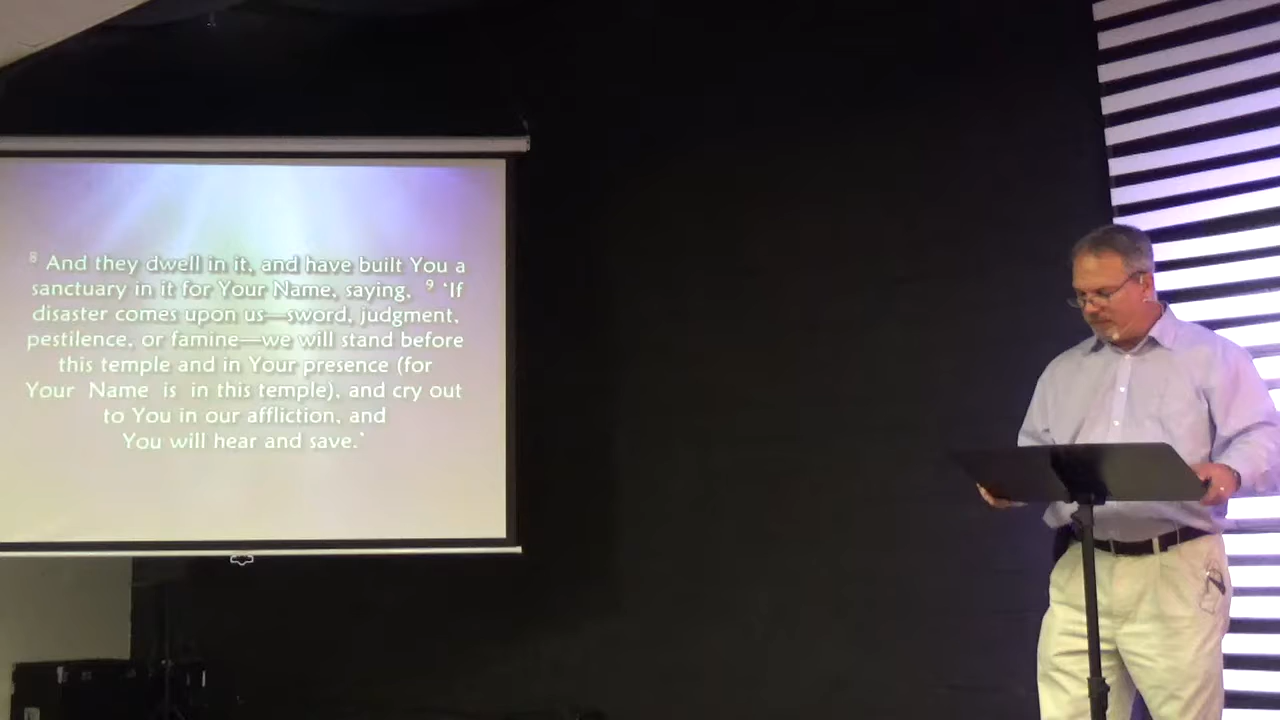 8 And they dwell in it, and have built You a
sanctuary in it for Your Name, saying, 9 ‘If
disaster comes upon us—sword, judgment,
pestilence, or famine—we will stand before
this temple and in Your presence (for
Your Name is in this temple), and cry out
to You in our affliction, and
You will hear and save.’